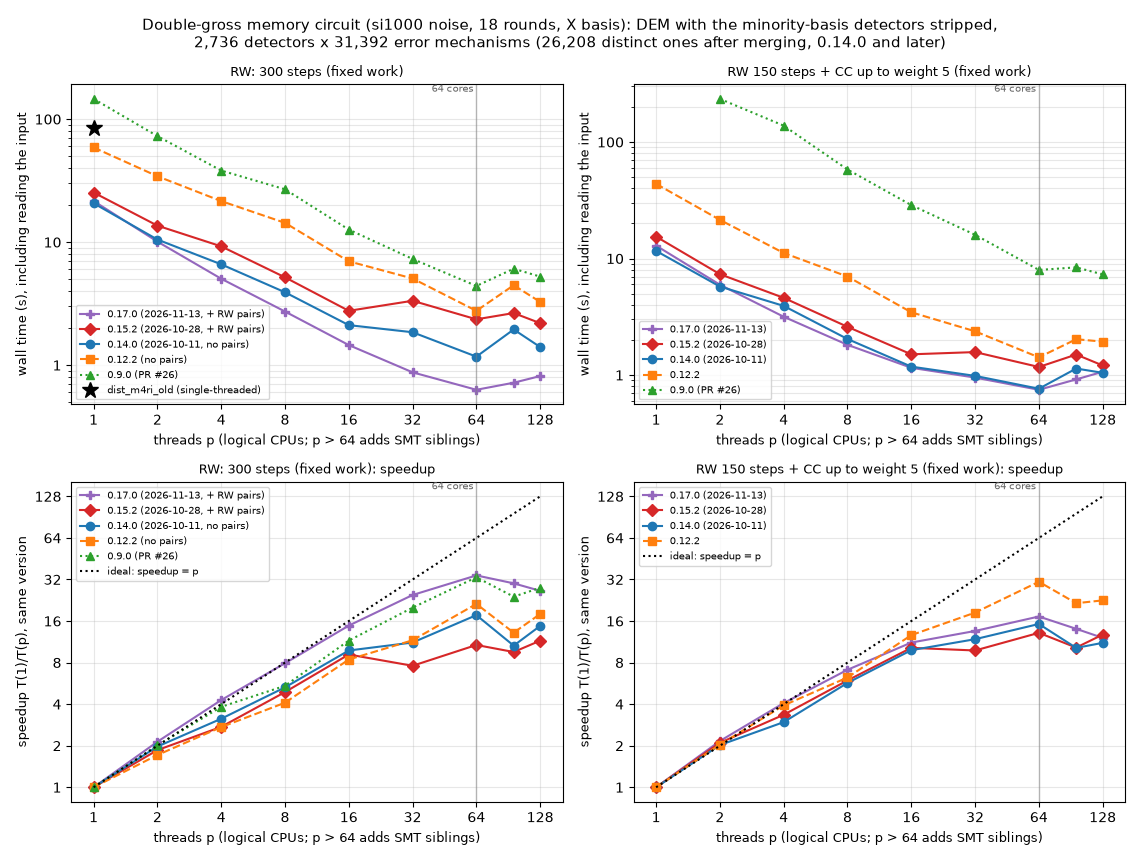 Double-gross memory circuit (si1000 noise, 18 rounds, X basis): DEM with the minority-basis detectors stripped,
2,736 detectors x 31,392 error mechanisms (26,208 distinct ones after merging, 0.14.0 and later)
RW: 300 steps (fixed work)
64 cores
wall time (s), including reading the input
100
10
1
0.17.0 (2026-11-13, + RW pairs)
0.15.2 (2026-10-28, + RW pairs)
0.14.0 (2026-10-11, no pairs)
0.12.2 (no pairs)
0.9.0 (PR #26)
dist_m4ri_old (single-threaded)
1 2 4 8 16 32 64 128
threads p (logical CPUs; p > 64 adds SMT siblings)
RW 150 steps + CC up to weight 5 (fixed work)
64 cores
wall time (s), including reading the input
100
10
1
0.17.0 (2026-11-13)
0.15.2 (2026-10-28)
0.14.0 (2026-10-11)
0.12.2
0.9.0 (PR #26)
1 2 4 8 16 32 64 128
threads p (logical CPUs; p > 64 adds SMT siblings)
RW: 300 steps (fixed work): speedup
64 cores
speedup T(1)/T(p), same version
128
64
32
16
8
4
2
1
0.17.0 (2026-11-13, + RW pairs)
0.15.2 (2026-10-28, + RW pairs)
0.14.0 (2026-10-11, no pairs)
0.12.2 (no pairs)
0.9.0 (PR #26)
ideal: speedup = p
1 2 4 8 16 32 64 128
threads p (logical CPUs; p > 64 adds SMT siblings)
RW 150 steps + CC up to weight 5 (fixed work): speedup
64 cores
speedup T(1)/T(p), same version
128
64
32
16
8
4
2
1
0.17.0 (2026-11-13)
0.15.2 (2026-10-28)
0.14.0 (2026-10-11)
0.12.2
ideal: speedup = p
1 2 4 8 16 32 64 128
threads p (logical CPUs; p > 64 adds SMT siblings)